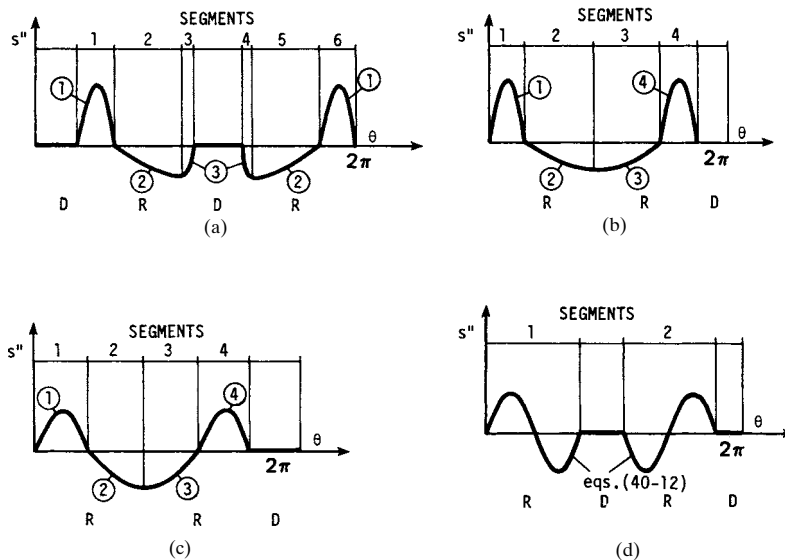 SEGMENTS
s" 1 2 3 4 5 6
① ①
θ
2π
② ③ ②
D R D R
(a)
SEGMENTS
(b)
s" 1 2 3 4
① ④
θ
2π
② ③
R R D
(b)
SEGMENTS
s" 1 2 3 4
① ④
θ
2π
② ③
R R D
(c)
SEGMENTS
s" 1 2
θ
2π
eqs.(40-12)
R D R D
(d)